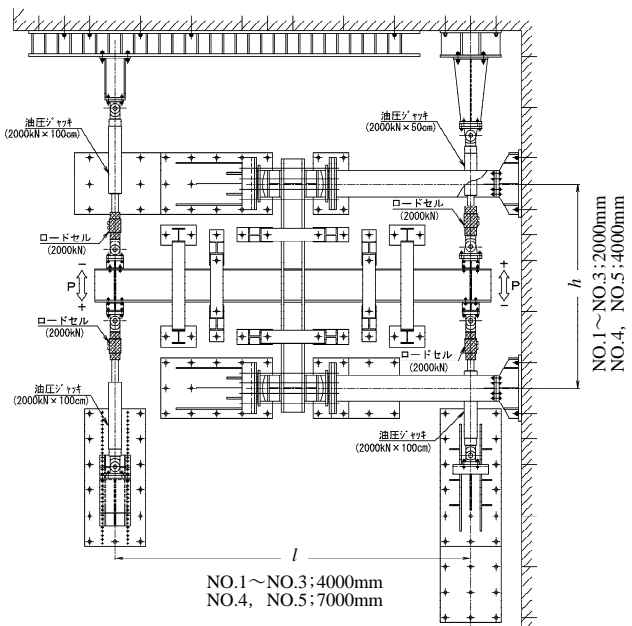 油圧ジャッキ
(2000kN×100cm)
油圧ジャッキ
(2000kN×50cm)
ロードセル
(2000kN)
ロードセル
(2000kN)
－
P
＋
＋
P
－
ロードセル
(2000kN)
ロードセル
(2000kN)
油圧ジャッキ
(2000kN×100cm)
油圧ジャッキ
(2000kN×100cm)
h
NO.1～NO.3;2000mm
NO.4, NO.5;4000mm
l
NO.1～NO.3;4000mm
NO.4, NO.5;7000mm